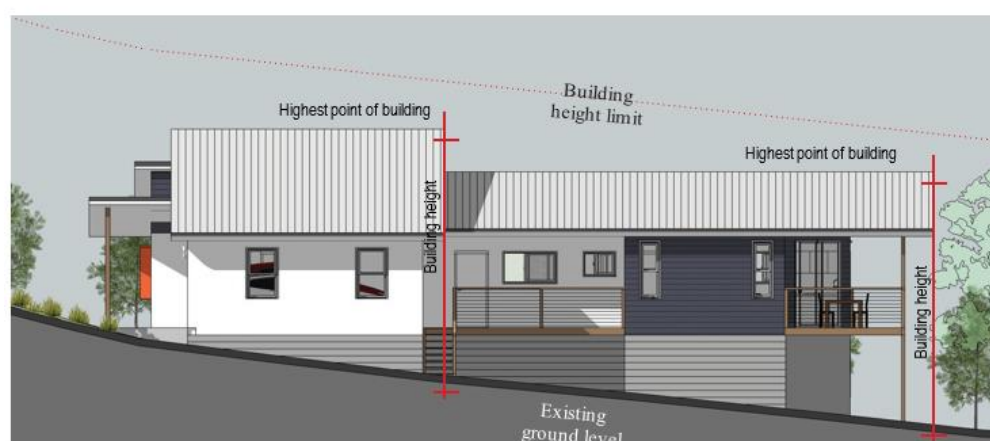 Building
height limit
Highest point of building
Highest point of building
Building height
Building height
Existing
ground level